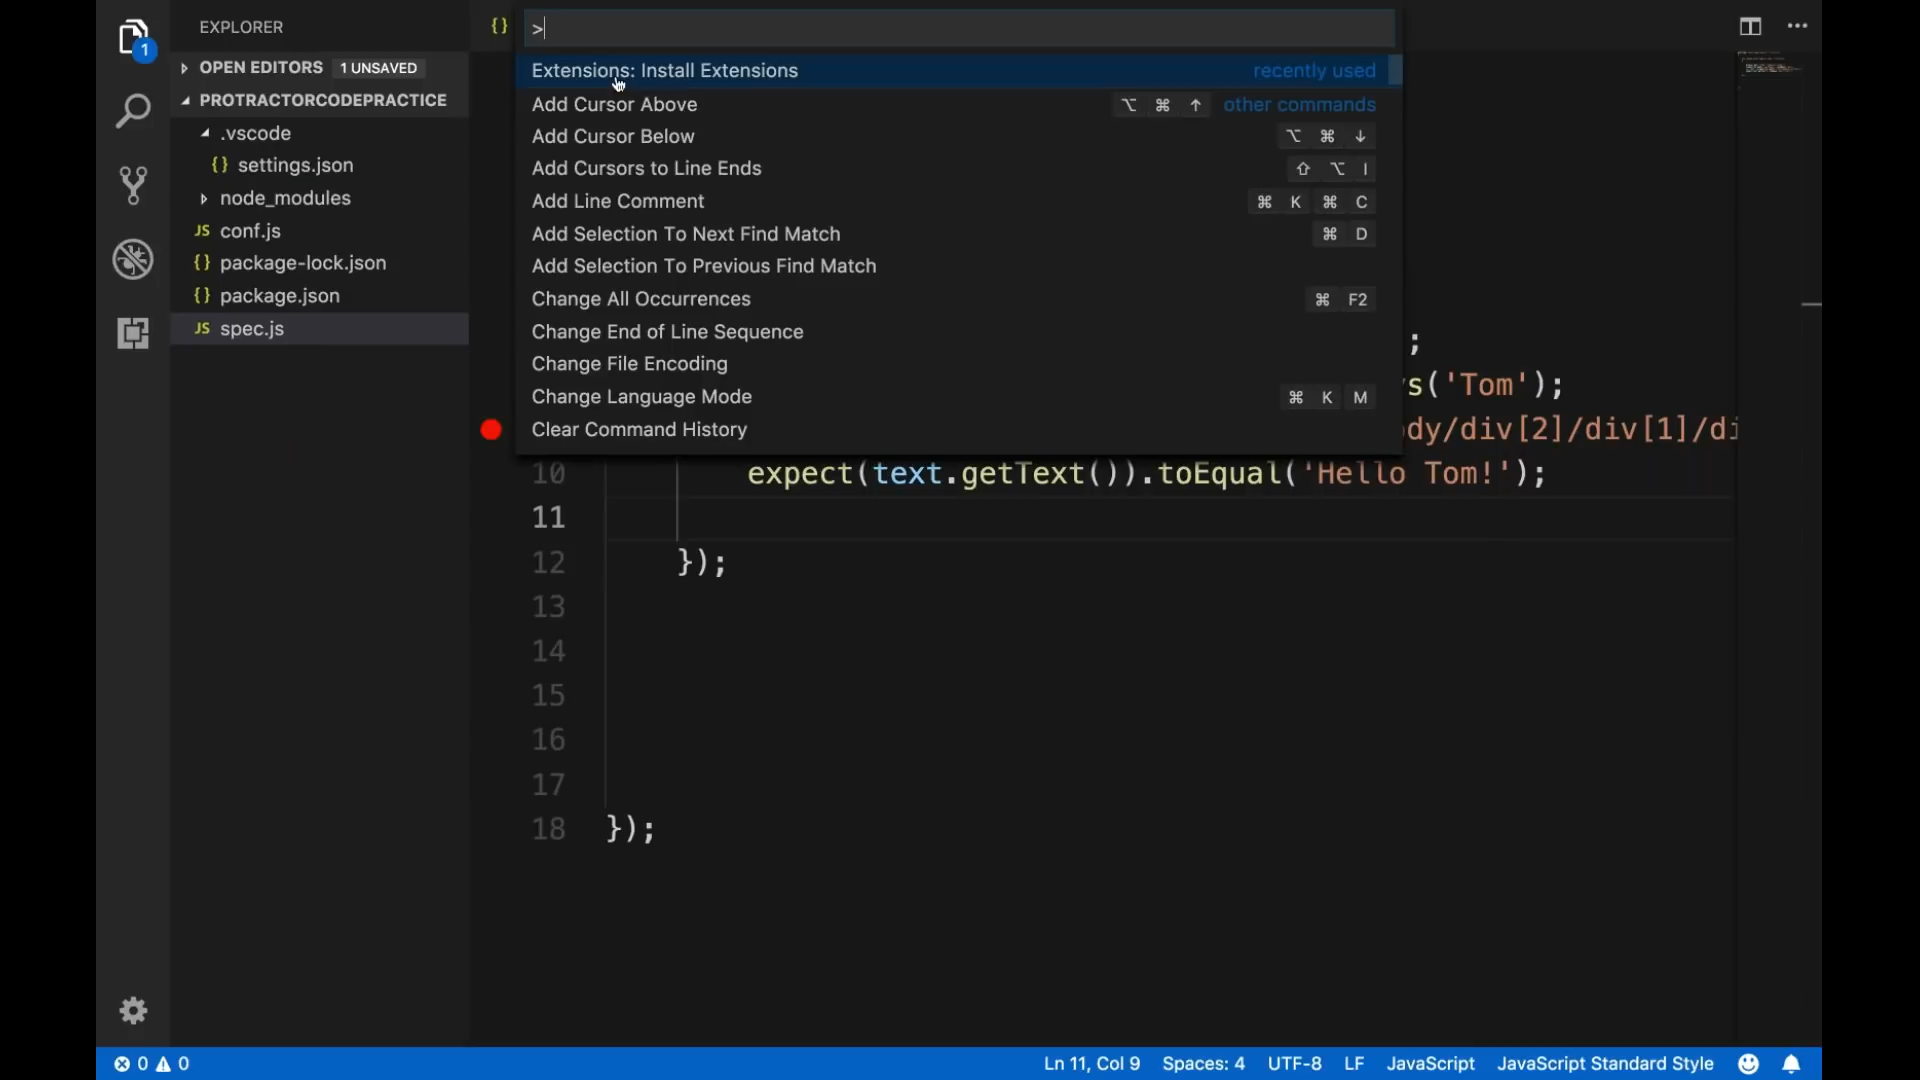 1
EXPLORER
OPEN EDITORS 1 UNSAVED
PROTRACTORCODEPRACTICE
.vscode
{} settings.json
node_modules
JS conf.js
{} package-lock.json
{} package.json
JS spec.js
{}
>
Extensions: Install Extensions recently used
Add Cursor Above ⌥ ⌘ ↑ other commands
Add Cursor Below ⌥ ⌘ ↓
Add Cursors to Line Ends ⇧ ⌥ I
Add Line Comment ⌘ K ⌘ C
Add Selection To Next Find Match ⌘ D
Add Selection To Previous Find Match
Change All Occurrences ⌘ F2
Change End of Line Sequence
Change File Encoding
Change Language Mode ⌘ K M
Clear Command History
;
s('Tom');
dy/div[2]/div[1]/di
10 expect(text.getText()).toEqual('Hello Tom!');
11
12 });
13
14
15
16
17
18 });
0 0 Ln 11, Col 9 Spaces: 4 UTF-8 LF JavaScript JavaScript Standard Style